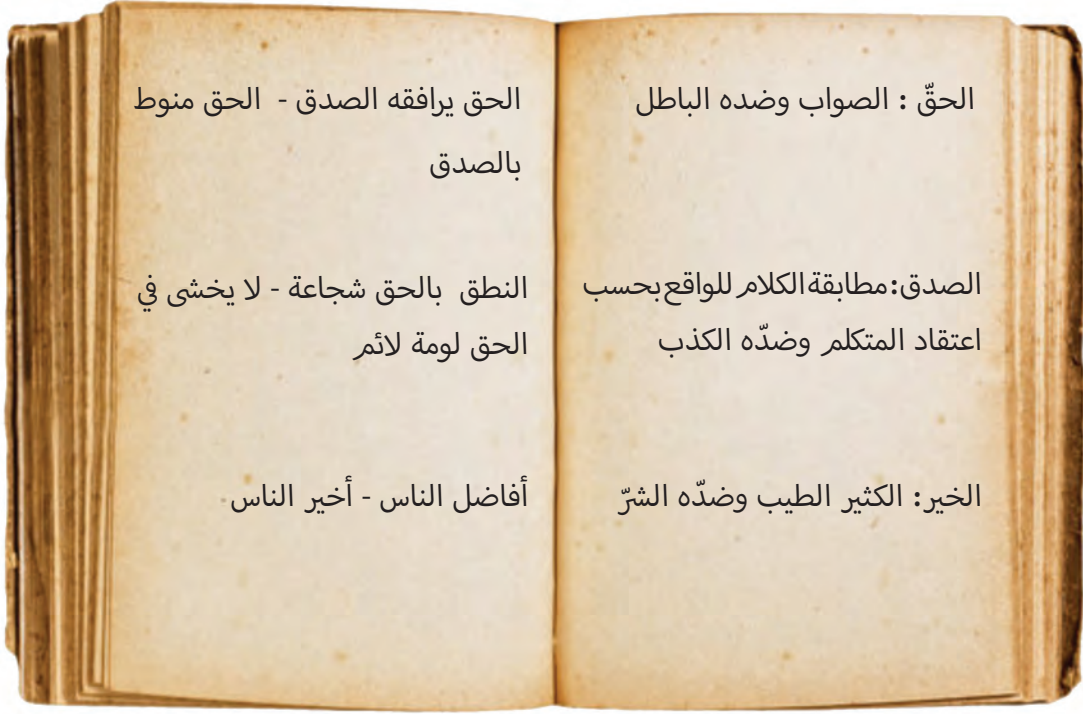 الحقّ : الصواب وضده الباطل
الصدق:مطابقة الكلام للواقع بحسب
اعتقاد المتكلم وضدّه الكذب
الخير: الكثير الطيب وضدّه الشرّ
الحق يرافقه الصدق - الحق منوط
بالصدق
النطق بالحق شجاعة - لا يخشى في
الحق لومة لائم
أفاضل الناس - أخير الناس